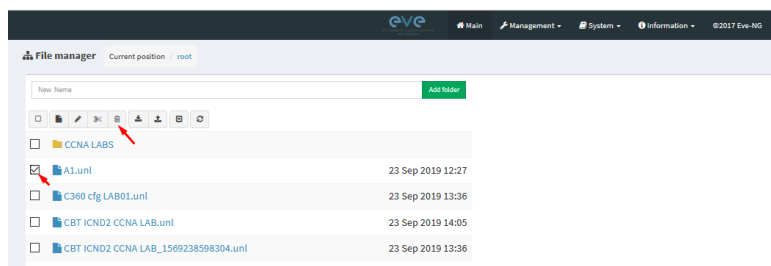 eve
Main Management System Information ©2017 Eve-NG
File manager Current position / root
New Name Add folder
CCNA LABS
A1.unl 23 Sep 2019 12:27
C360 cfg LAB01.unl 23 Sep 2019 13:36
CBT ICND2 CCNA LAB.unl 23 Sep 2019 14:05
CBT ICND2 CCNA LAB_1569238598304.unl 23 Sep 2019 13:36